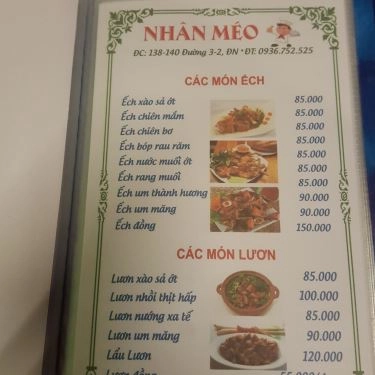 NHÂN MÉO
ĐC: 138-140 Đường 3-2, ĐN * ĐT: 0936.752.525
CÁC MÓN ẾCH
Ếch xào sả ớt 85.000
Ếch chiên mắm 85.000
Ếch chiên bơ 85.000
Ếch bóp rau răm 85.000
Ếch nước muối ớt 85.000
Ếch rang muối 85.000
Ếch um thành hương 90.000
Ếch um măng 90.000
Ếch đồng 150.000
CÁC MÓN LƯƠN
Lươn xào sả ớt 85.000
Lươn nhồi thịt hấp 100.000
Lươn nướng xa tế 85.000
Lươn um măng 90.000
Lẩu Lươn 120.000
Lươn đồng